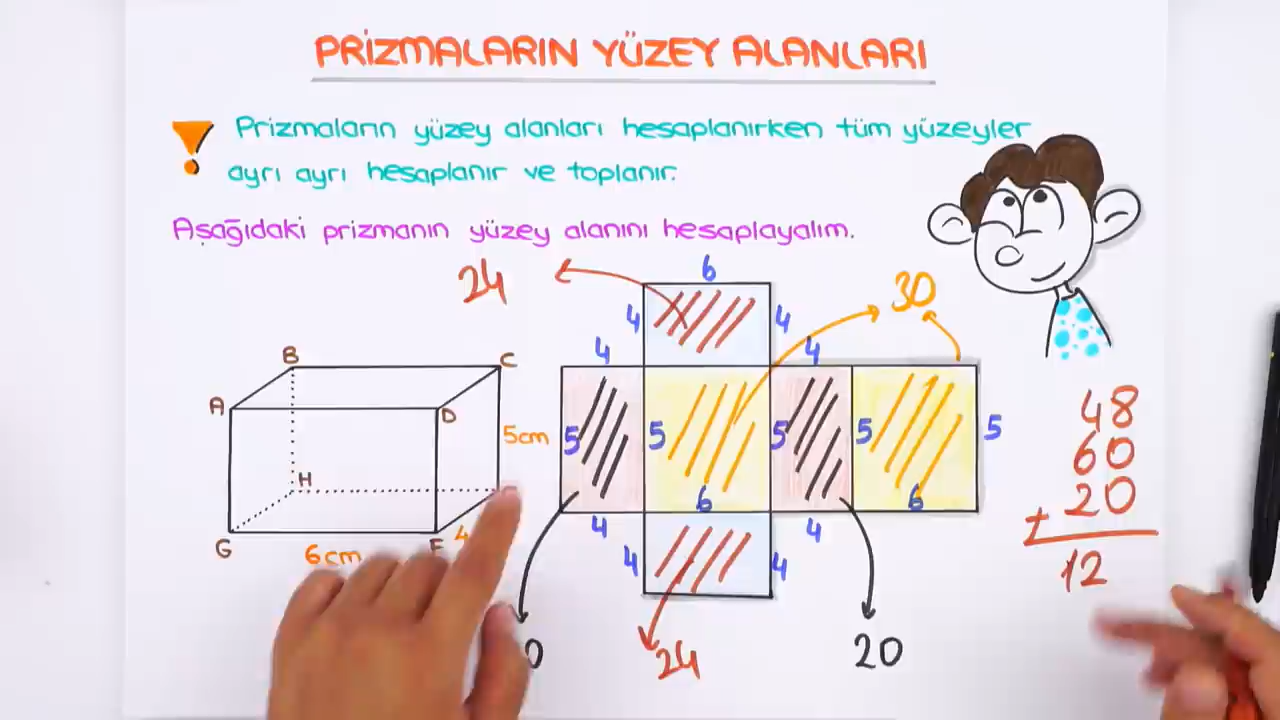 PRİZMALARIN YÜZEY ALANLARI
! Prizmaların yüzey alanları hesaplanırken tüm yüzeyler
ayrı ayrı hesaplanır ve toplanır.
Aşağıdaki prizmanın yüzey alanını hesaplayalım.
24
6
30
4 4
4 4
B C
A D
5cm
5 5 5 5 5
48
60
+ 20
12
H
6 6
G 6cm F 4
4 4
4 4
0 24 20